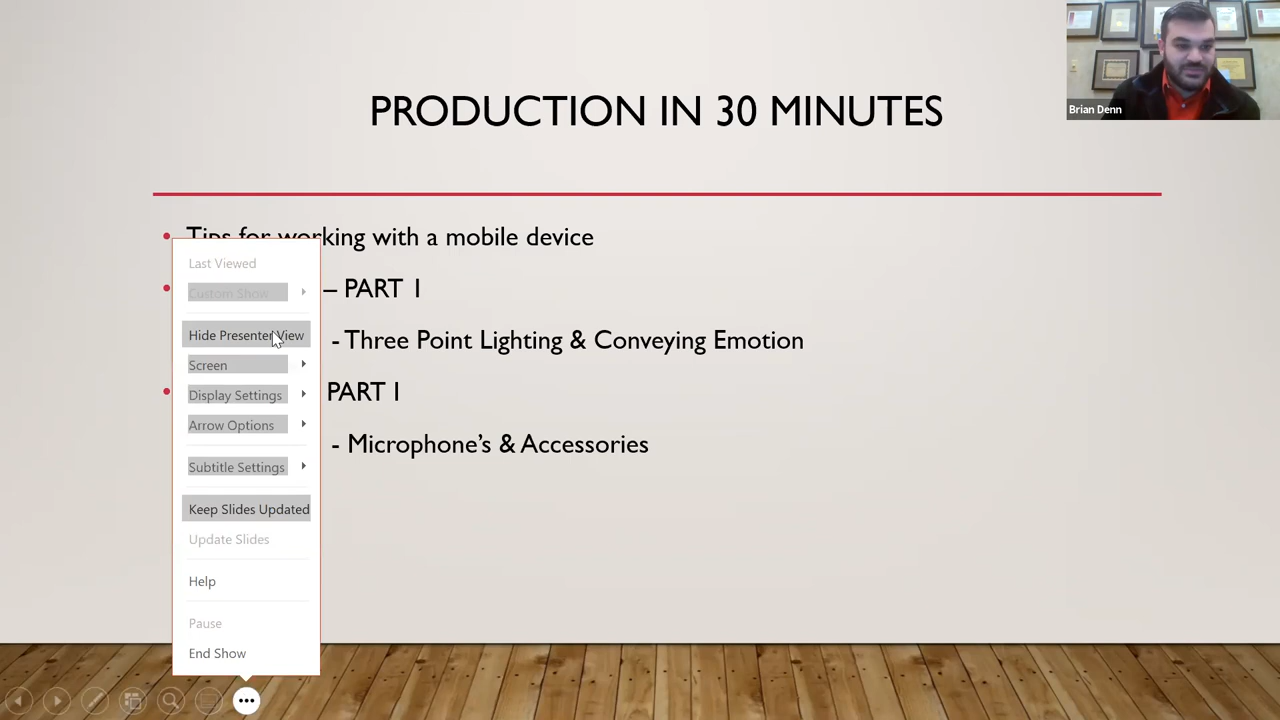 PRODUCTION IN 30 MINUTES
Brian Denn
Tips for working with a mobile device
– PART 1
- Three Point Lighting & Conveying Emotion
PART I
- Microphone's & Accessories
Last Viewed
Custom Show
Hide Presenter View
Screen
Display Settings
Arrow Options
Subtitle Settings
Keep Slides Updated
Update Slides
Help
Pause
End Show